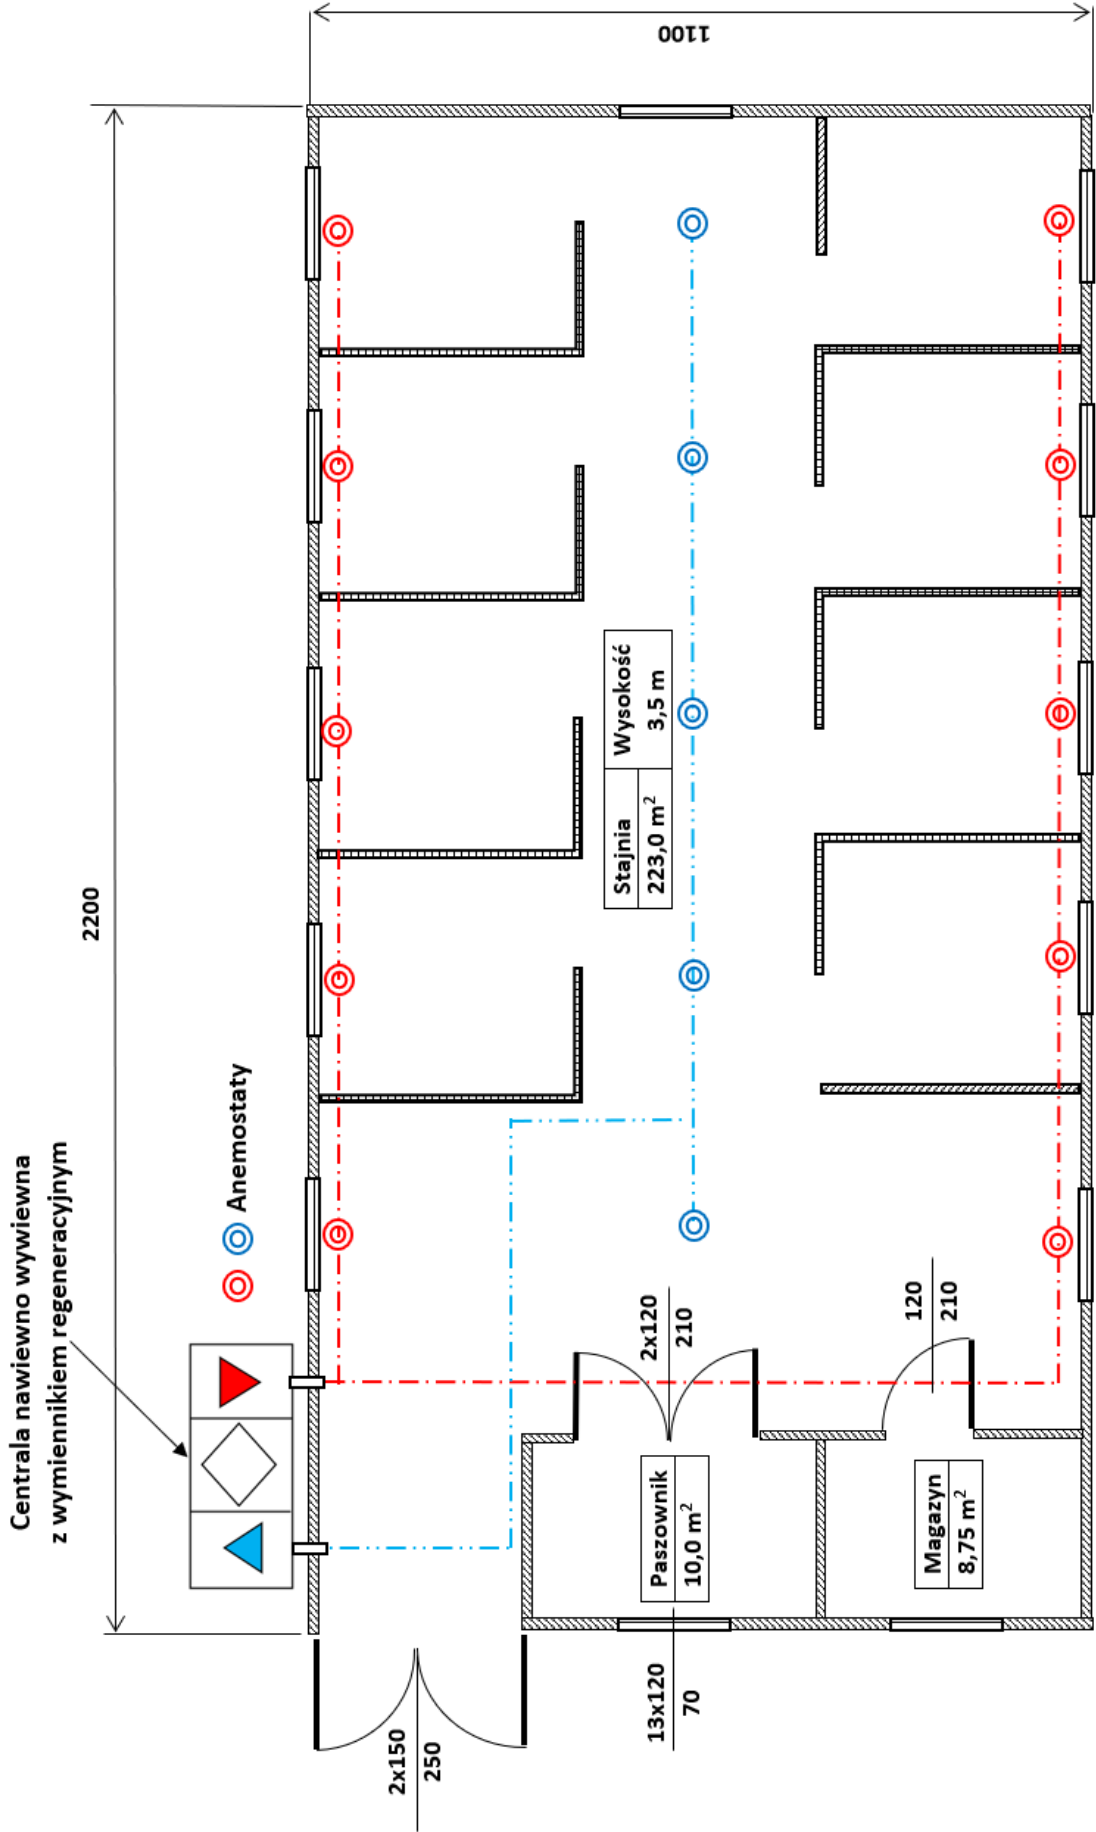 Centrala nawiewno wywiewna
z wymiennikiem regeneracyjnym
Anemostaty
2200
1100
Stajnia
223,0 m²
Wysokość
3,5 m
2x150
250
2x120
210
120
210
Paszownik
10,0 m²
Magazyn
8,75 m²
13x120
70